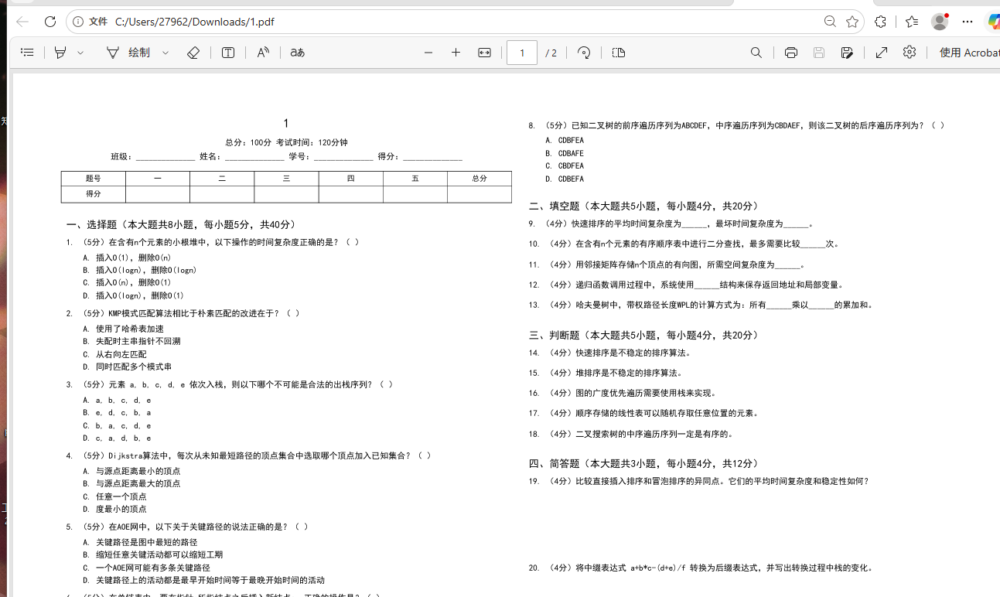 文件 C:/Users/27962/Downloads/1.pdf
绘制 aあ 1 / 2 使用 Acrobat
1
总分: 100分 考试时间: 120分钟
班级: ______________ 姓名: ______________ 学号: ______________ 得分: ______________
题号 一 二 三 四 五 总分
得分
一、选择题（本大题共8小题，每小题5分，共40分）
1. （5分）在含有n个元素的小根堆中，以下操作的时间复杂度正确的是？（ ）
A. 插入O(1)，删除O(n)
B. 插入O(logn)，删除O(logn)
C. 插入O(n)，删除O(1)
D. 插入O(logn)，删除O(1)
2. （5分）KMP模式匹配算法相比于朴素匹配的改进在于？（ ）
A. 使用了哈希表加速
B. 失配时主串指针不回溯
C. 从右向左匹配
D. 同时匹配多个模式串
3. （5分）元素 a, b, c, d, e 依次入栈，则以下哪个不可能是合法的出栈序列？（ ）
A. a, b, c, d, e
B. e, d, c, b, a
C. b, a, c, d, e
D. c, a, d, b, e
4. （5分）Dijkstra算法中，每次从未知最短路径的顶点集合中选取哪个顶点加入已知集合？（ ）
A. 与源点距离最小的顶点
B. 与源点距离最大的顶点
C. 任意一个顶点
D. 度最小的顶点
5. （5分）在AOE网中，以下关于关键路径的说法正确的是？（ ）
A. 关键路径是图中最短的路径
B. 缩短任意关键活动都可以缩短工期
C. 一个AOE网可能有多条关键路径
D. 关键路径上的活动都是最早开始时间等于最晚开始时间的活动
8. （5分）已知二叉树的前序遍历序列为ABCDEF，中序遍历序列为CBDAEF，则该二叉树的后序遍历序列为？（ ）
A. CDBFEA
B. CDBAFE
C. CBDFEA
D. CDBEFA
二、填空题（本大题共5小题，每小题4分，共20分）
9. （4分）快速排序的平均时间复杂度为______，最坏时间复杂度为______。
10. （4分）在含有n个元素的有序顺序表中进行二分查找，最多需要比较______次。
11. （4分）用邻接矩阵存储n个顶点的有向图，所需空间复杂度为______。
12. （4分）递归函数调用过程中，系统使用______结构来保存返回地址和局部变量。
13. （4分）哈夫曼树中，带权路径长度WPL的计算方式为：所有______乘以______的累加和。
三、判断题（本大题共5小题，每小题4分，共20分）
14. （4分）快速排序是不稳定的排序算法。
15. （4分）堆排序是不稳定的排序算法。
16. （4分）图的广度优先遍历需要使用栈来实现。
17. （4分）顺序存储的线性表可以随机存取任意位置的元素。
18. （4分）二叉搜索树的中序遍历序列一定是有序的。
四、简答题（本大题共3小题，每小题4分，共12分）
19. （4分）比较直接插入排序和冒泡排序的异同点。它们的平均时间复杂度和稳定性如何？
20. （4分）将中缀表达式 a+b*c-(d+e)/f 转换为后缀表达式，并写出转换过程中栈的变化。